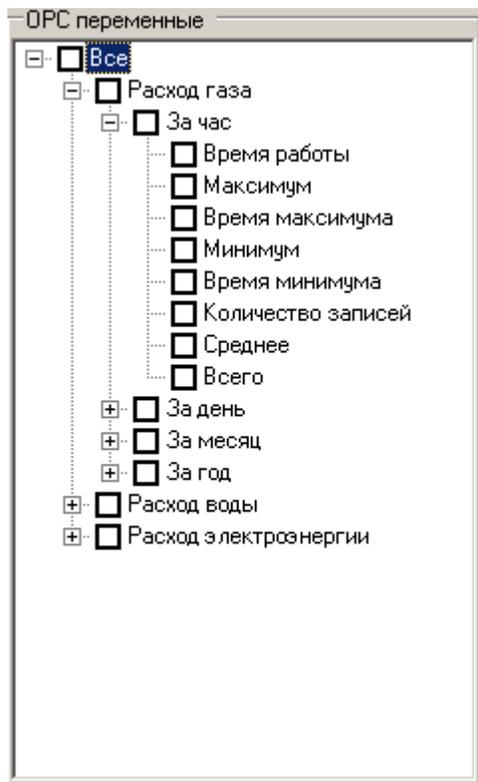 OPC переменные
Все
Расход газа
За час
Время работы
Максимум
Время максимума
Минимум
Время минимума
Количество записей
Среднее
Всего
За день
За месяц
За год
Расход воды
Расход электроэнергии